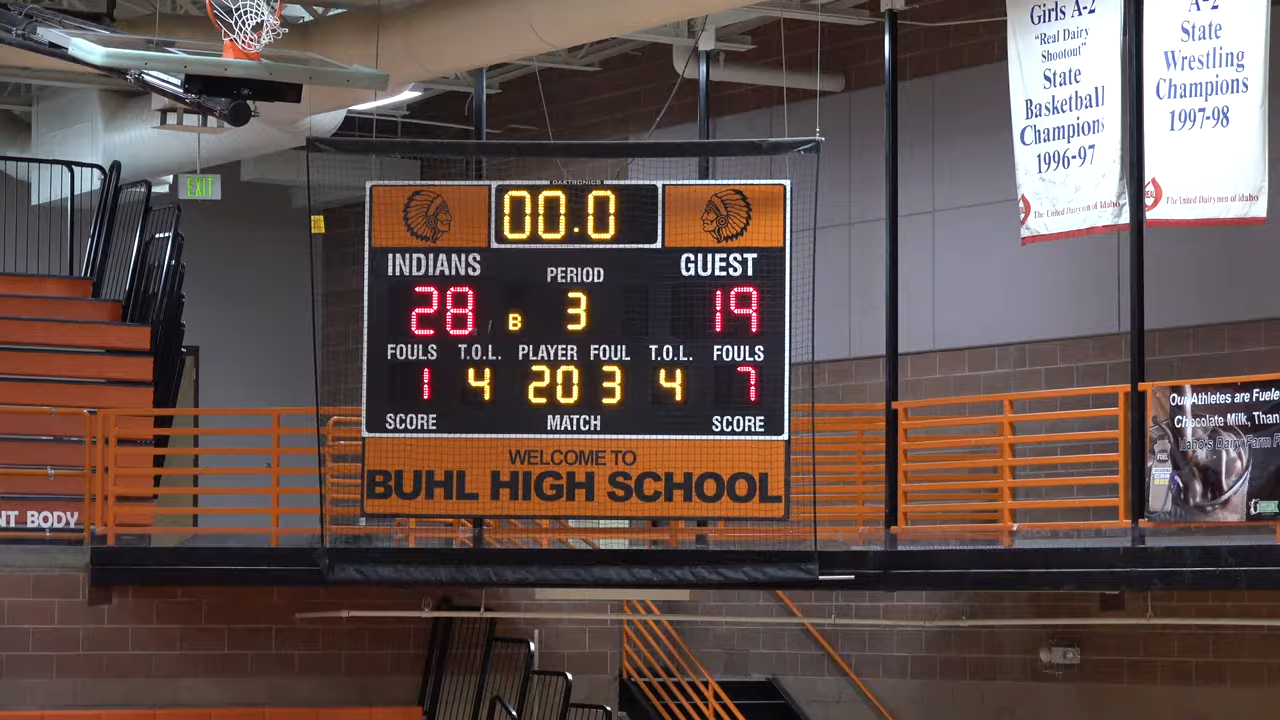 Girls A-2
"Real Dairy
Shootout"
State
Basketball
Champions
1996-97
REAL
The United Dairymen of Idaho
A-2
State
Wrestling
Champions
1997-98
REAL
The United Dairymen of Idaho
EXIT
DAKTRONICS
00.0
INDIANS
PERIOD
GUEST
28 B 3 19
FOULS T.O.L. PLAYER FOUL T.O.L. FOULS
1 4 20 3 4 7
SCORE MATCH SCORE
WELCOME TO
BUHL HIGH SCHOOL
NT BODY
Our Athletes are Fuele
Chocolate Milk, Than
Idaho's Dairy Farm F